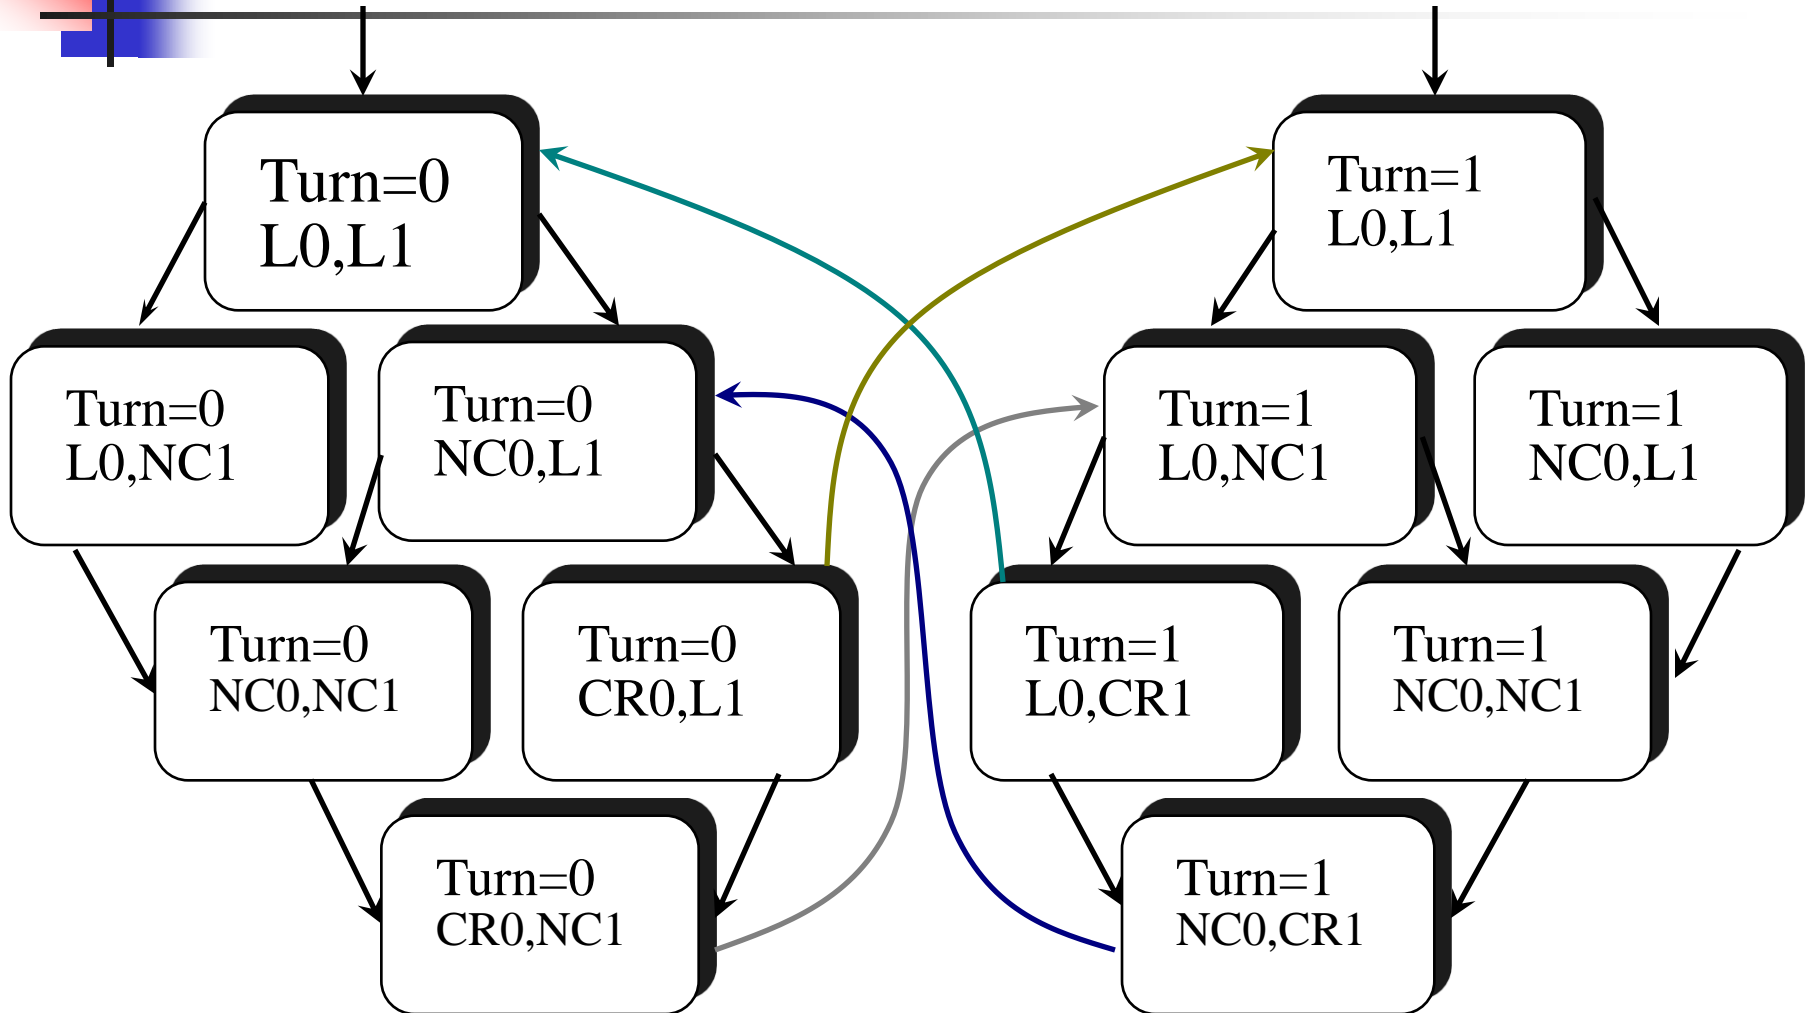 Turn=0
L0,L1
Turn=1
L0,L1
Turn=0
L0,NC1
Turn=0
NC0,L1
Turn=1
L0,NC1
Turn=1
NC0,L1
Turn=0
NC0,NC1
Turn=0
CR0,L1
Turn=1
L0,CR1
Turn=1
NC0,NC1
Turn=0
CR0,NC1
Turn=1
NC0,CR1